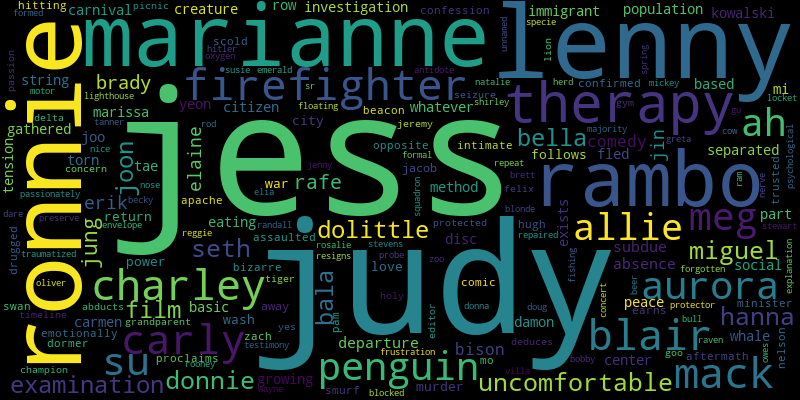 hitting picnic
formed carnival creature row investigation confession immigrant population kowalski
scold specie
hitler unnamed lion spring
oxygen marianne lenny
passion ronnie
susie emerald antidote natalie herd confirmed mickey based mi
motor string brady firefighter seizure therapy locket
lighthouse sr floating shirley gym gu
delta marissa yeon citizen beacon whatever
tanner gathered city jeremy majority cow ah
nice joo rod opposite intimate bella comedy greta
tension concern torn tae joon elaine jess formal repeat follows fled jin separated psychological
jenny jacob brett
passionately nose war rafe method felix rambo ram nerve trusted
dare erik becky apache elia squadron blonde
preserve envelope return randall protected hugh exists meg part
drugged jung eating reggie dolittle repaired allie stewart
traumatized assaulted rosalie stevens disc subdue miguel
power seth bizarre resigns probe zoo judy fishing absence social explanation
oliver charley tiger love comic forgotten
swan abducts away bala holy donna doug concert beer aurora
timeline film basic earns peace protector minister
carmen grandparent wash pam editor damon hanna
emotionally carly zach yes departure deduces blair bull whale
dormer testimony frustration bison raven nelson
su proclaims rodney penguin mo bobby center goo aftermath owes
champion donnie growing smurf murder villa mack
examination wayne blocked uncomfortable